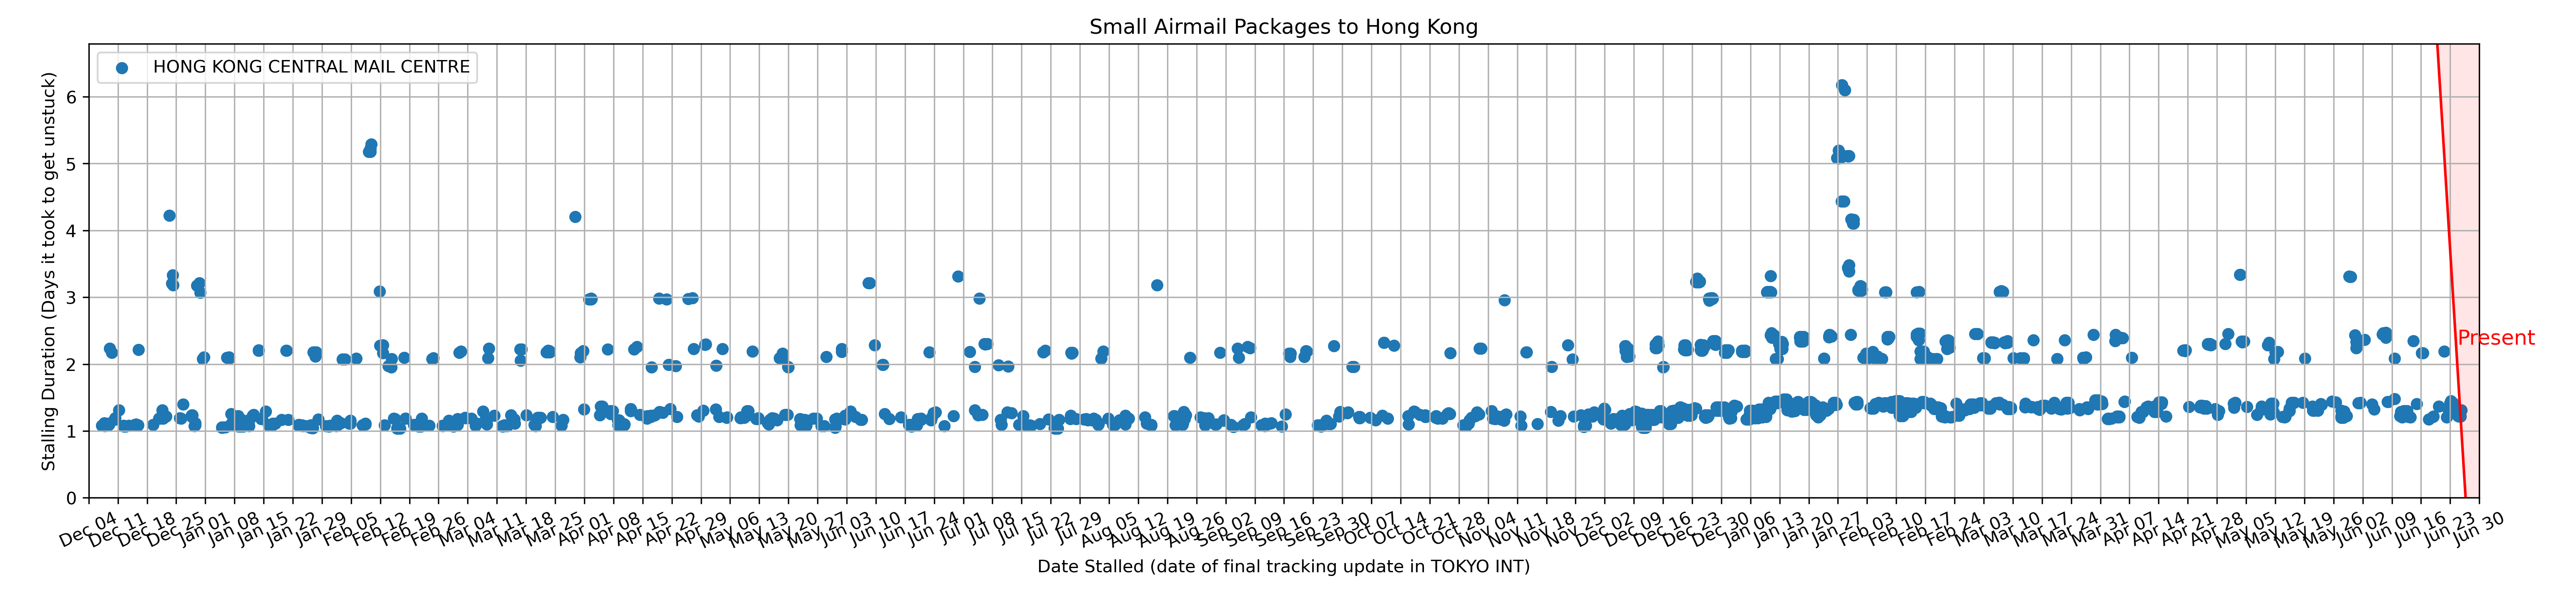 Small Airmail Packages to Hong Kong
HONG KONG CENTRAL MAIL CENTRE
Stalling Duration (Days it took to get unstuck)
6
5
4
3
2
1
0
Present
Dec 04 Dec 11 Dec 18 Dec 25 Jan 01 Jan 08 Jan 15 Jan 22 Jan 29 Feb 05 Feb 12 Feb 19 Feb 26 Mar 04 Mar 11 Mar 18 Mar 25 Apr 01 Apr 08 Apr 15 Apr 22 Apr 29 May 06 May 13 May 20 May 27 Jun 03 Jun 10 Jun 17 Jun 24 Jul 01 Jul 08 Jul 15 Jul 22 Jul 29 Aug 05 Aug 12 Aug 19 Aug 26 Sep 02 Sep 09 Sep 16 Sep 23 Sep 30 Oct 07 Oct 14 Oct 21 Oct 28 Nov 04 Nov 11 Nov 18 Nov 25 Dec 02 Dec 09 Dec 16 Dec 23 Dec 30 Jan 06 Jan 13 Jan 20 Jan 27 Feb 03 Feb 10 Feb 17 Feb 24 Mar 03 Mar 10 Mar 17 Mar 24 Mar 31 Apr 07 Apr 14 Apr 21 Apr 28 May 05 May 12 May 19 May 26 Jun 02 Jun 09 Jun 16 Jun 23 Jun 30
Date Stalled (date of final tracking update in TOKYO INT)